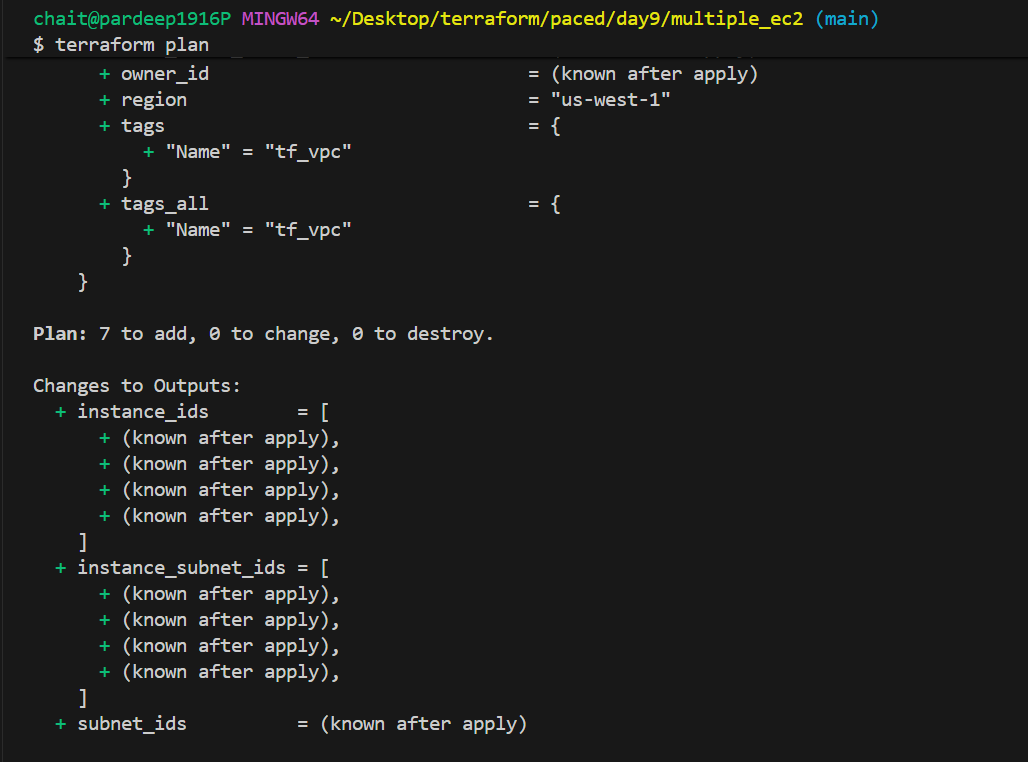 chait@pardeep1916P MINGW64 ~/Desktop/terraform/paced/day9/multiple_ec2 (main)
$ terraform plan
+ owner_id = (known after apply)
+ region = "us-west-1"
+ tags = {
+ "Name" = "tf_vpc"
}
+ tags_all = {
+ "Name" = "tf_vpc"
}
}
Plan: 7 to add, 0 to change, 0 to destroy.
Changes to Outputs:
+ instance_ids = [
+ (known after apply),
+ (known after apply),
+ (known after apply),
+ (known after apply),
]
+ instance_subnet_ids = [
+ (known after apply),
+ (known after apply),
+ (known after apply),
+ (known after apply),
]
+ subnet_ids = (known after apply)